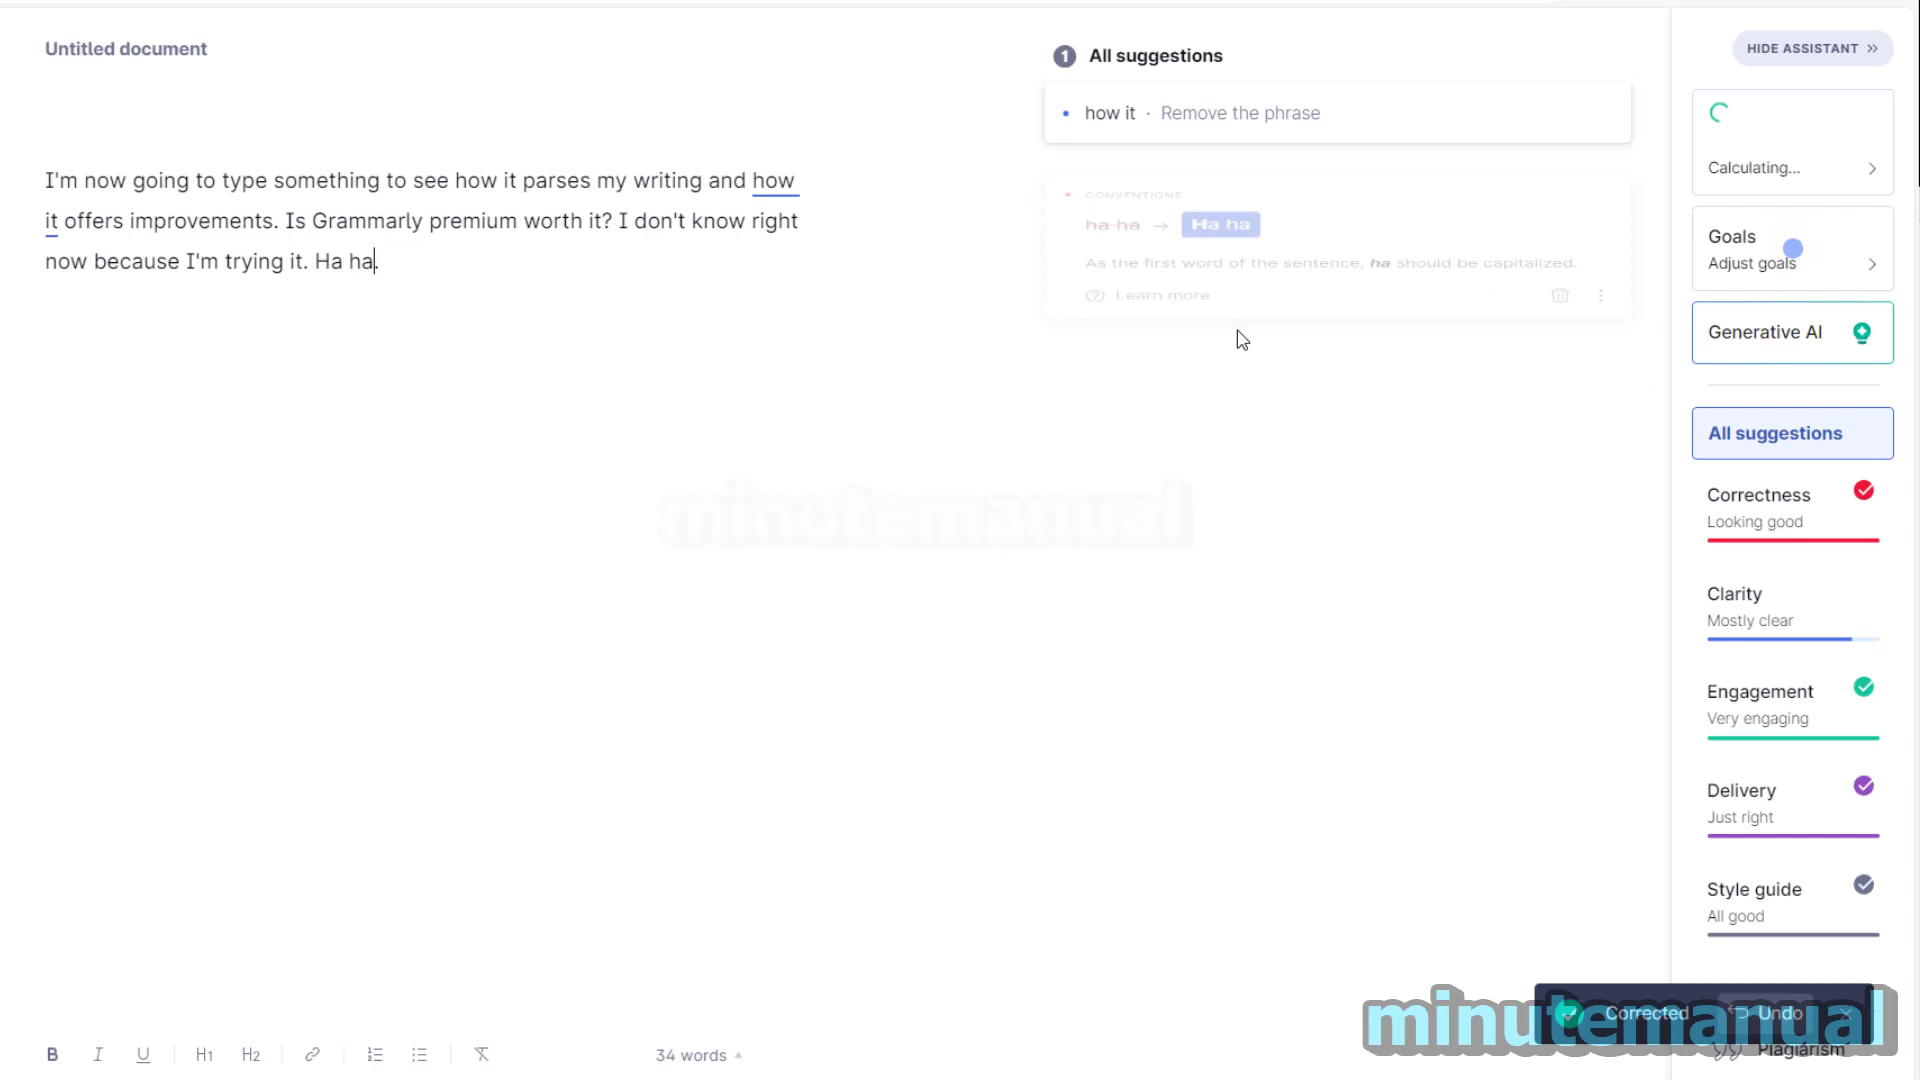 Untitled document
I'm now going to type something to see how it parses my writing and how
it offers improvements. Is Grammarly premium worth it? I don't know right
now because I'm trying it. Ha ha.
1 All suggestions
• how it · Remove the phrase
• CONVENTIONS
ha ha → Ha ha
As the first word of the sentence, ha should be capitalized.
Learn more
HIDE ASSISTANT
Calculating...
Goals
Adjust goals
Generative AI
All suggestions
Correctness
Looking good
Clarity
Mostly clear
Engagement
Very engaging
Delivery
Just right
Style guide
All good
Corrected Undo
Plagiarism
minutemanual
minutemanual
B I U H1 H2
34 words